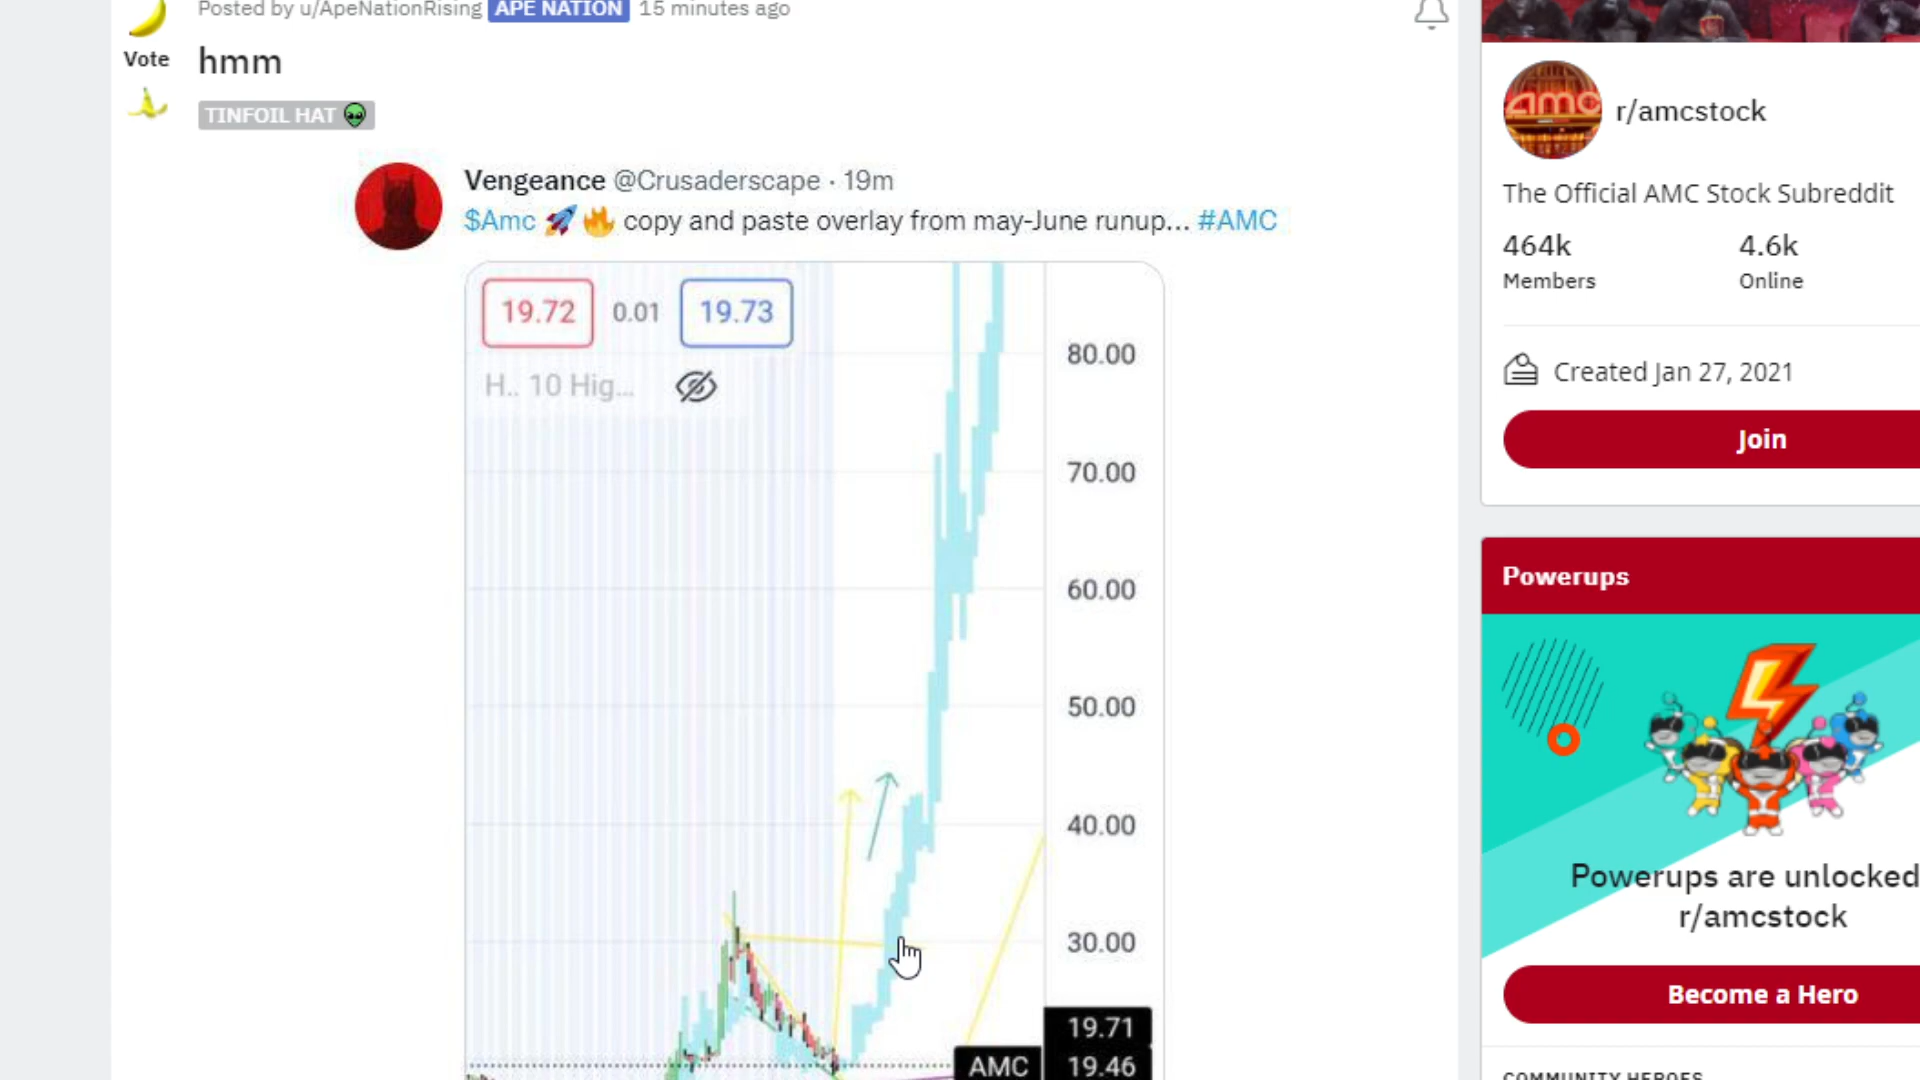 Posted by u/ApeNationRising APE NATION 15 minutes ago
Vote
hmm
TINFOIL HAT
Vengeance @Crusaderscape · 19m
$Amc 🚀🔥 copy and paste overlay from may-June runup... #AMC
19.72 0.01 19.73
H.. 10 Hig...
80.00
70.00
60.00
50.00
40.00
30.00
19.71
AMC 19.46
amc
r/amcstock
The Official AMC Stock Subreddit
464k 4.6k
Members Online
Created Jan 27, 2021
Join
Powerups
Powerups are unlocked
r/amcstock
Become a Hero
COMMUNITY HEROES